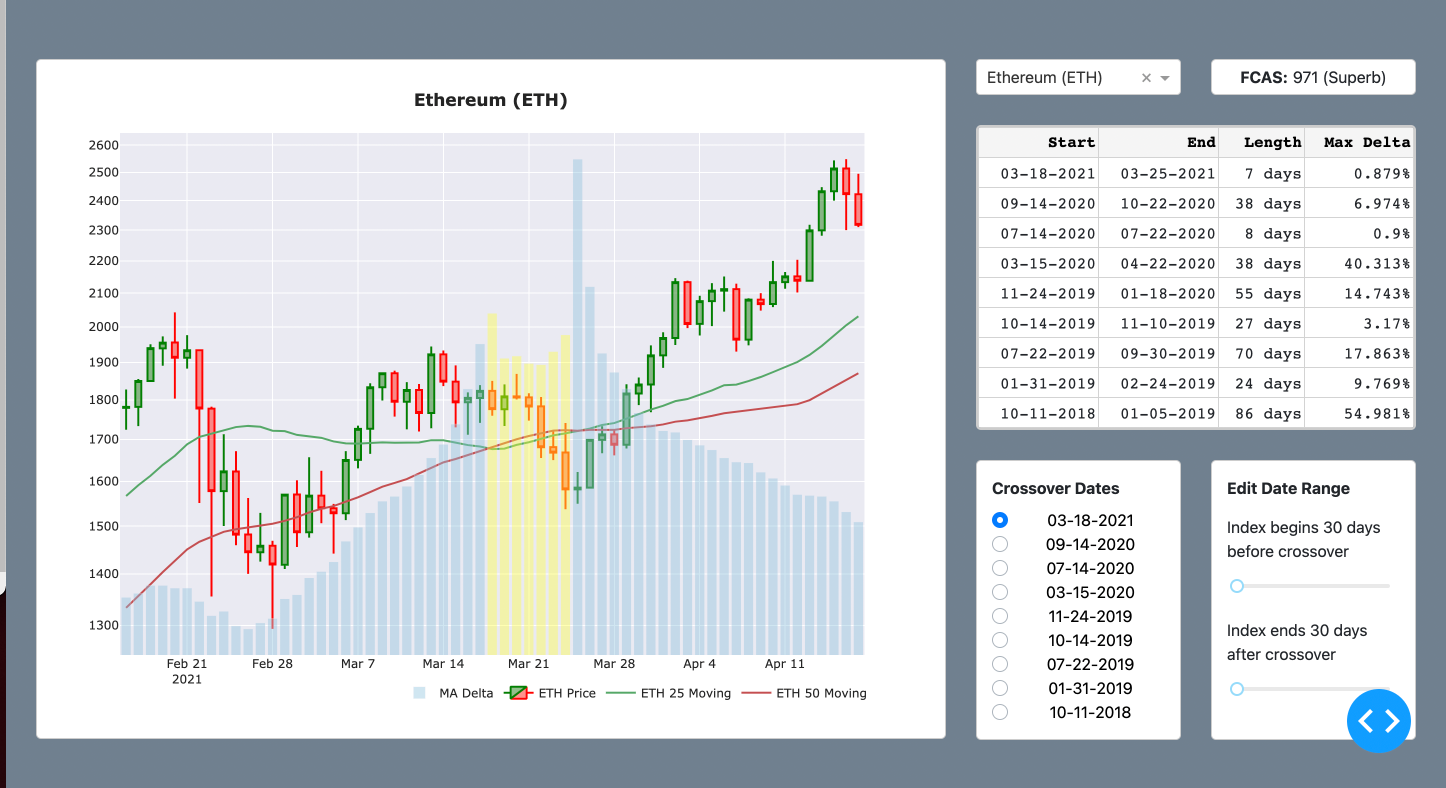 Ethereum (ETH)
2600
2500
2400
2300
2200
2100
2000
1900
1800
1700
1600
1500
1400
1300
Feb 21 Feb 28 Mar 7 Mar 14 Mar 21 Mar 28 Apr 4 Apr 11
2021
MA Delta ETH Price ETH 25 Moving ETH 50 Moving
Ethereum (ETH) ×
FCAS: 971 (Superb)
Start End Length Max Delta
03-18-2021 03-25-2021 7 days 0.879%
09-14-2020 10-22-2020 38 days 6.974%
07-14-2020 07-22-2020 8 days 0.9%
03-15-2020 04-22-2020 38 days 40.313%
11-24-2019 01-18-2020 55 days 14.743%
10-14-2019 11-10-2019 27 days 3.17%
07-22-2019 09-30-2019 70 days 17.863%
01-31-2019 02-24-2019 24 days 9.769%
10-11-2018 01-05-2019 86 days 54.981%
Crossover Dates
03-18-2021
09-14-2020
07-14-2020
03-15-2020
11-24-2019
10-14-2019
07-22-2019
01-31-2019
10-11-2018
Edit Date Range
Index begins 30 days
before crossover
Index ends 30 days
after crossover